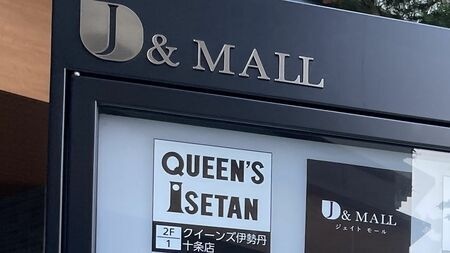 J & MALL
QUEEN'S
ISETAN
2F
1
クイーンズ伊勢丹
十条店
J & MALL
ジェイト モール